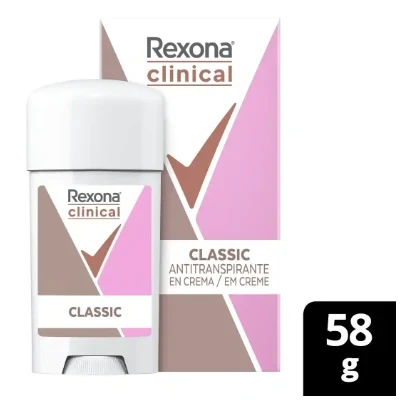 Rexona
clinical
CLASSIC
ANTITRANSPIRANTE
EN CREMA / EM CREME
Rexona
clinical
CLASSIC
58
g